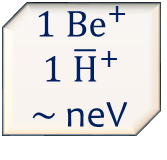 1 Be⁺
1 H̅⁺
~ neV